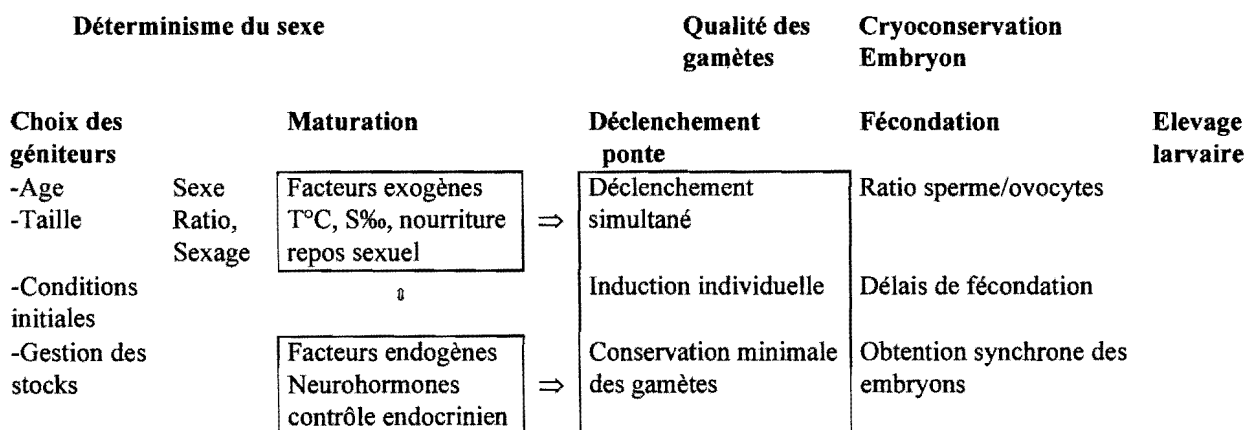 Déterminisme du sexe Qualité des Cryoconservation
gamètes Embryon
Choix des Maturation Déclenchement Fécondation Elevage
géniteurs ponte larvaire
-Age Sexe Facteurs exogènes Déclenchement Ratio sperme/ovocytes
-Taille Ratio, T°C, S‰, nourriture ⇒ simultané
Sexage repos sexuel
-Conditions ⇕ Induction individuelle Délais de fécondation
initiales
-Gestion des Facteurs endogènes Conservation minimale Obtention synchrone des
stocks Neurohormones ⇒ des gamètes embryons
contrôle endocrinien